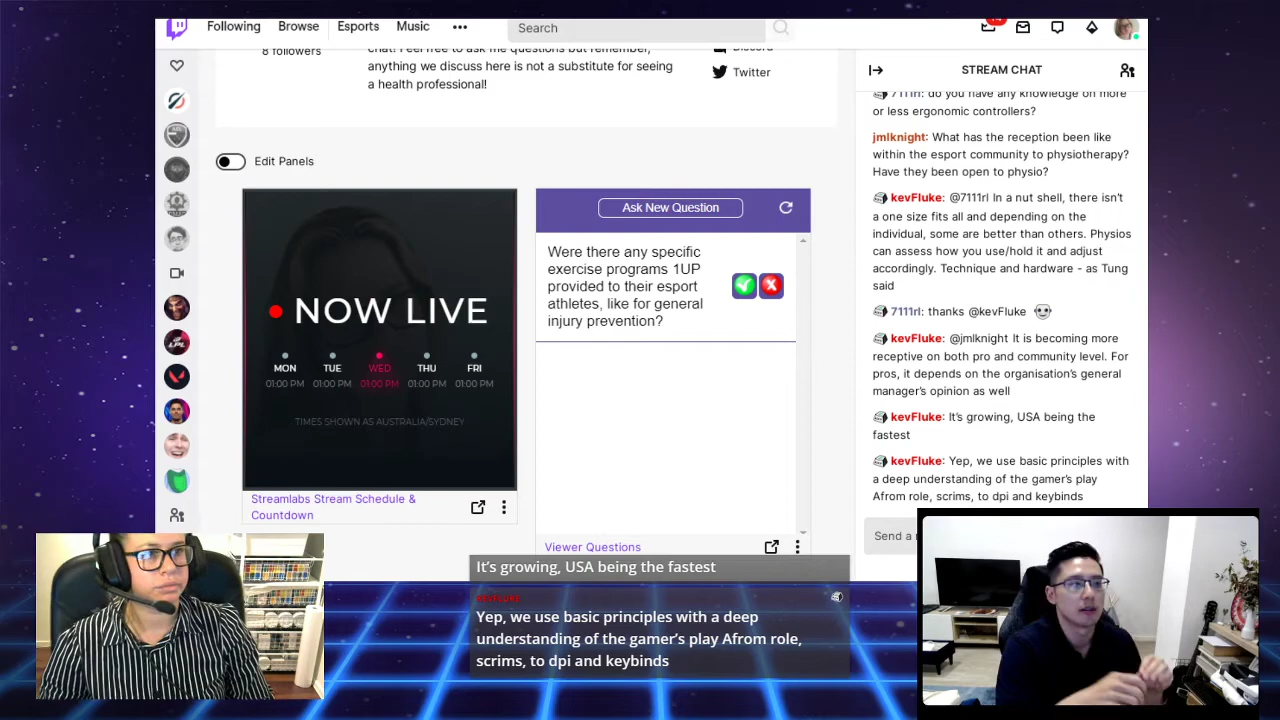 Following Browse Esports Music
Search
8 followers
chat! Feel free to ask me questions but remember,
anything we discuss here is not a substitute for seeing
a health professional!
Discord
Twitter
Edit Panels
NOW LIVE
MON TUE WED THU FRI
01:00 PM 01:00 PM 01:00 PM 01:00 PM 01:00 PM
TIMES SHOWN AS AUSTRALIA/SYDNEY
Streamlabs Stream Schedule &
Countdown
Ask New Question
Were there any specific
exercise programs 1UP
provided to their esport
athletes, like for general
injury prevention?
Viewer Questions
STREAM CHAT
7111rl: do you have any knowledge on more
or less ergonomic controllers?
jmlknight: What has the reception been like
within the esport community to physiotherapy?
Have they been open to physio?
kevFluke: @7111rl In a nut shell, there isn't
a one size fits all and depending on the
individual, some are better than others. Physios
can assess how you use/hold it and adjust
accordingly. Technique and hardware - as Tung
said
7111rl: thanks @kevFluke
kevFluke: @jmlknight It is becoming more
receptive on both pro and community level. For
pros, it depends on the organisation's general
manager's opinion as well
kevFluke: It's growing, USA being the
fastest
kevFluke: Yep, we use basic principles with
a deep understanding of the gamer's play
Afrom role, scrims, to dpi and keybinds
Send a
It's growing, USA being the fastest
KEVFLUKE
Yep, we use basic principles with a deep
understanding of the gamer's play Afrom role,
scrims, to dpi and keybinds